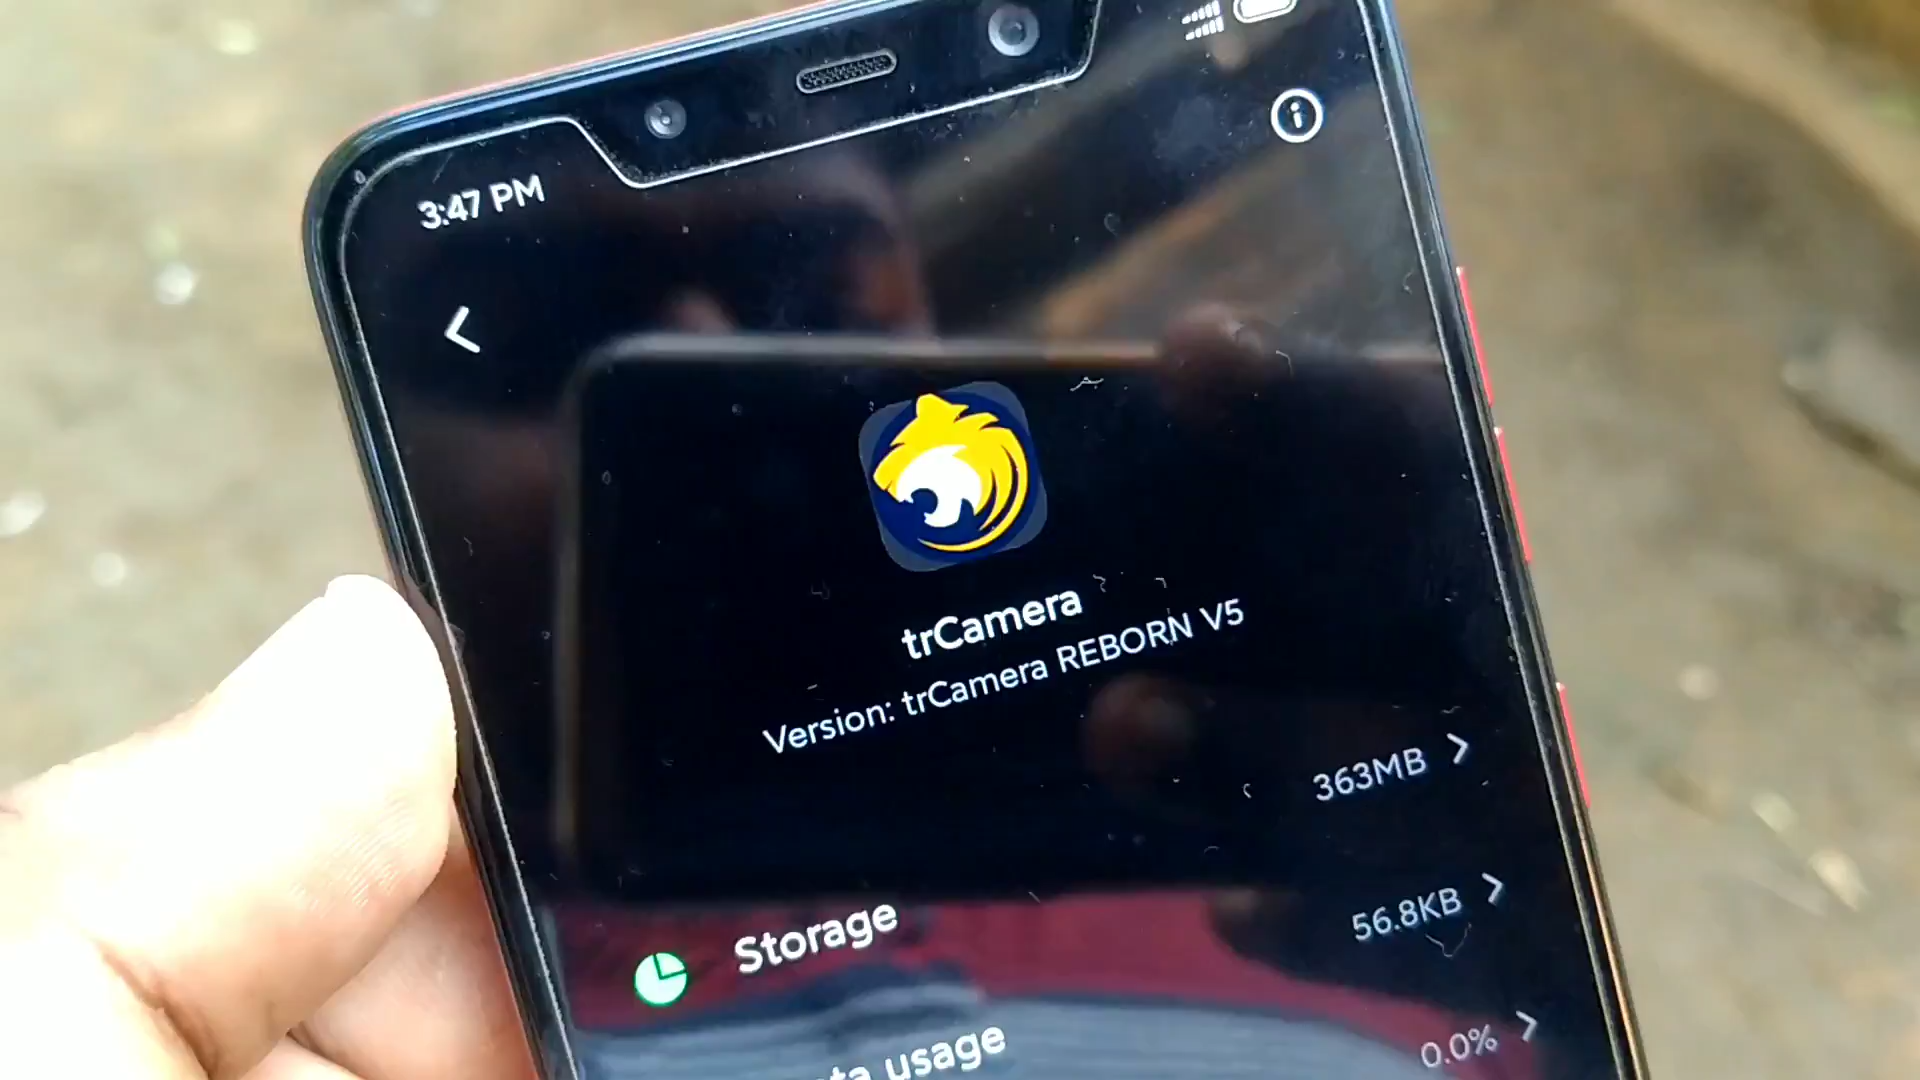 3:47 PM
trCamera
Version: trCamera REBORN V5
Storage
363MB
usage
56.8KB
0.0%